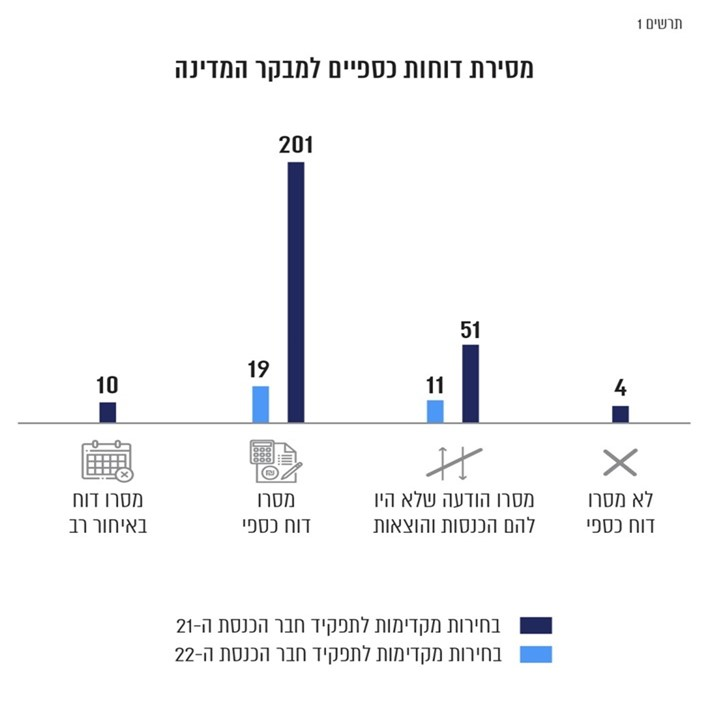 תרשים 1
מסירת דוחות כספיים למבקר המדינה
201
51
19
11
10
4
לא מסרו
דוח כספי
מסרו הודעה שלא היו
להם הכנסות והוצאות
מסרו
דוח כספי
מסרו דוח
באיחור רב
בחירות מקדימות לתפקיד חבר הכנסת ה-21
בחירות מקדימות לתפקיד חבר הכנסת ה-22